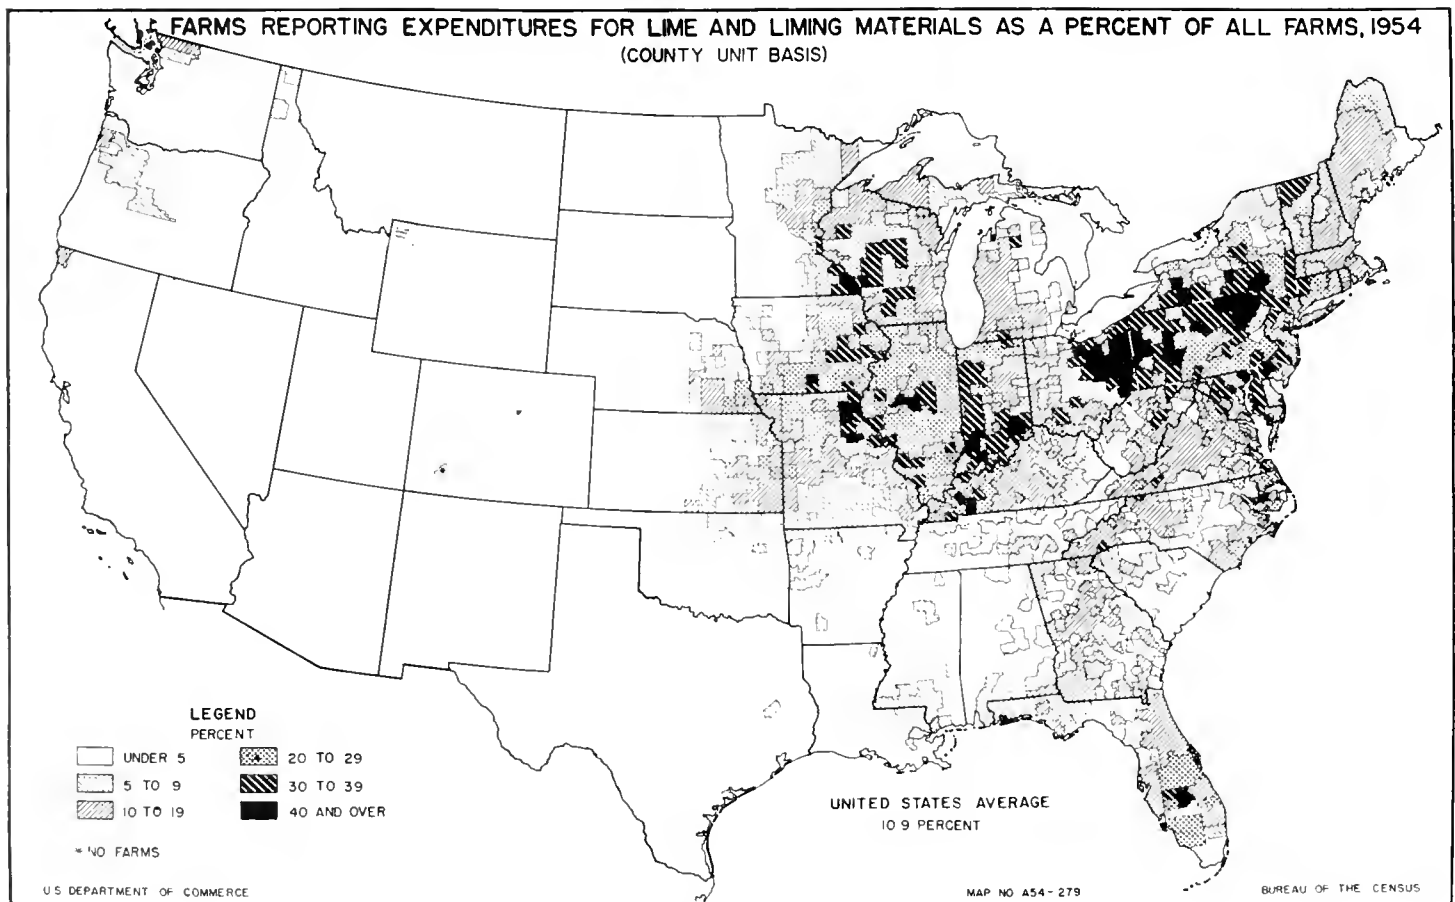 FARMS REPORTING EXPENDITURES FOR LIME AND LIMING MATERIALS AS A PERCENT OF ALL FARMS, 1954
(COUNTY UNIT BASIS)
LEGEND
PERCENT
UNDER 5
5 TO 9
10 TO 19
20 TO 29
30 TO 39
40 AND OVER
* NO FARMS
UNITED STATES AVERAGE
10 9 PERCENT
U S DEPARTMENT OF COMMERCE
MAP NO A54-279
BUREAU OF THE CENSUS